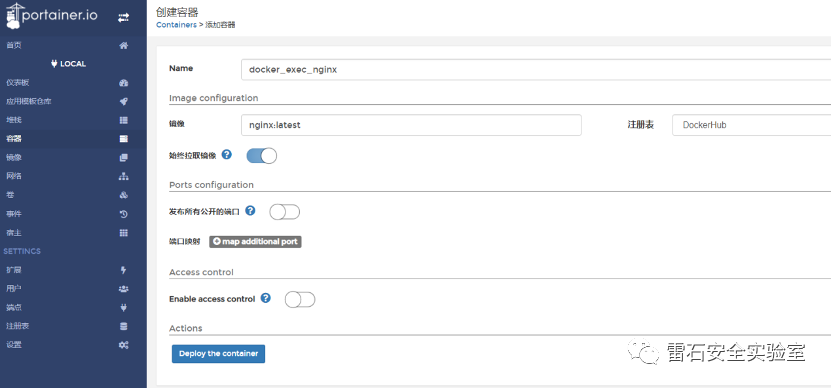 portainer.io
首页
LOCAL
仪表板
应用模板仓库
堆栈
容器
镜像
网络
卷
事件
宿主
SETTINGS
扩展
用户
端点
注册表
设置
创建容器
Containers > 添加容器
Name docker_exec_nginx
Image configuration
镜像 nginx:latest 注册表 DockerHub
始终拉取镜像
Ports configuration
发布所有公开的端口
端口映射 map additional port
Access control
Enable access control
Actions
Deploy the container
雷石安全实验室